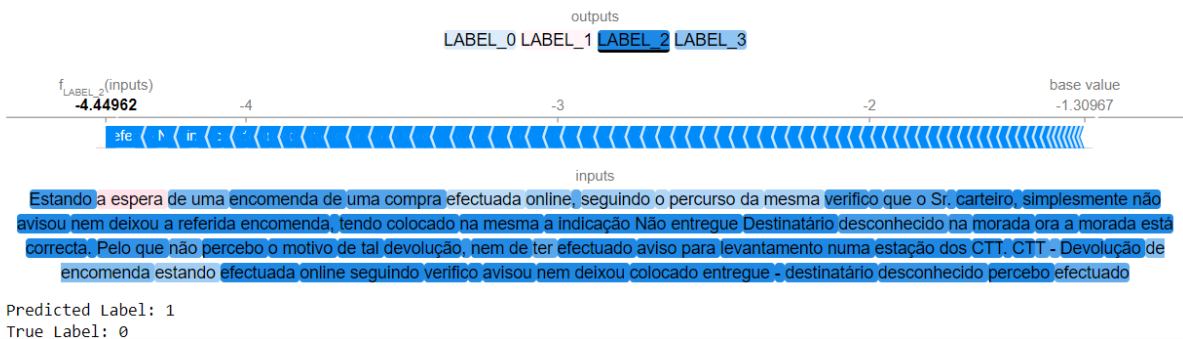 outputs
LABEL_0 LABEL_1 LABEL_2 LABEL_3
f LABEL_2(inputs) base value
-4.44962 -4 -3 -2 -1.30967
inputs
Estando a espera de uma encomenda de uma compra efectuada online, seguindo o percurso da mesma verifico que o Sr. carteiro, simplesmente não
avisou nem deixou a referida encomenda, tendo colocado na mesma a indicação Não entregue Destinatário desconhecido na morada ora a morada está
correcta. Pelo que não percebo o motivo de tal devolução, nem de ter efectuado aviso para levantamento numa estação dos CTT. CTT - Devolução de
encomenda estando efectuada online seguindo verifico avisou nem deixou colocado entregue - destinatário desconhecido percebo efectuado
Predicted Label: 1
True Label: 0